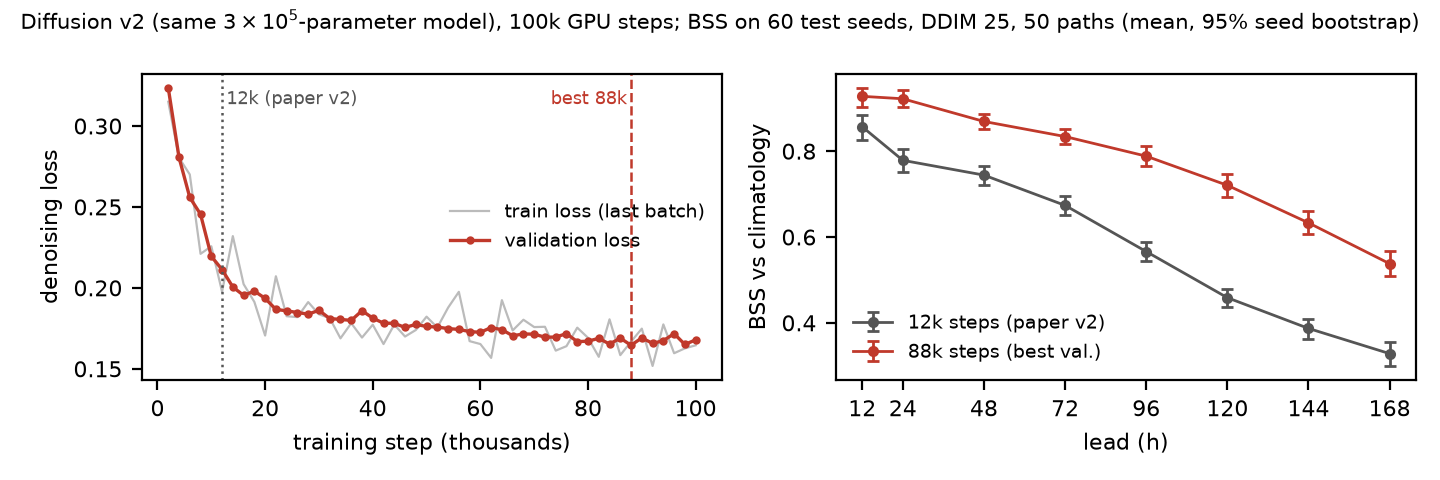 Diffusion v2 (same 3 × 10⁵-parameter model), 100k GPU steps; BSS on 60 test seeds, DDIM 25, 50 paths (mean, 95% seed bootstrap)
denoising loss
0.30
0.25
0.20
0.15
12k (paper v2)
best 88k
train loss (last batch)
validation loss
0 20 40 60 80 100
training step (thousands)
BSS vs climatology
0.8
0.6
0.4
12k steps (paper v2)
88k steps (best val.)
12 24 48 72 96 120 144 168
lead (h)